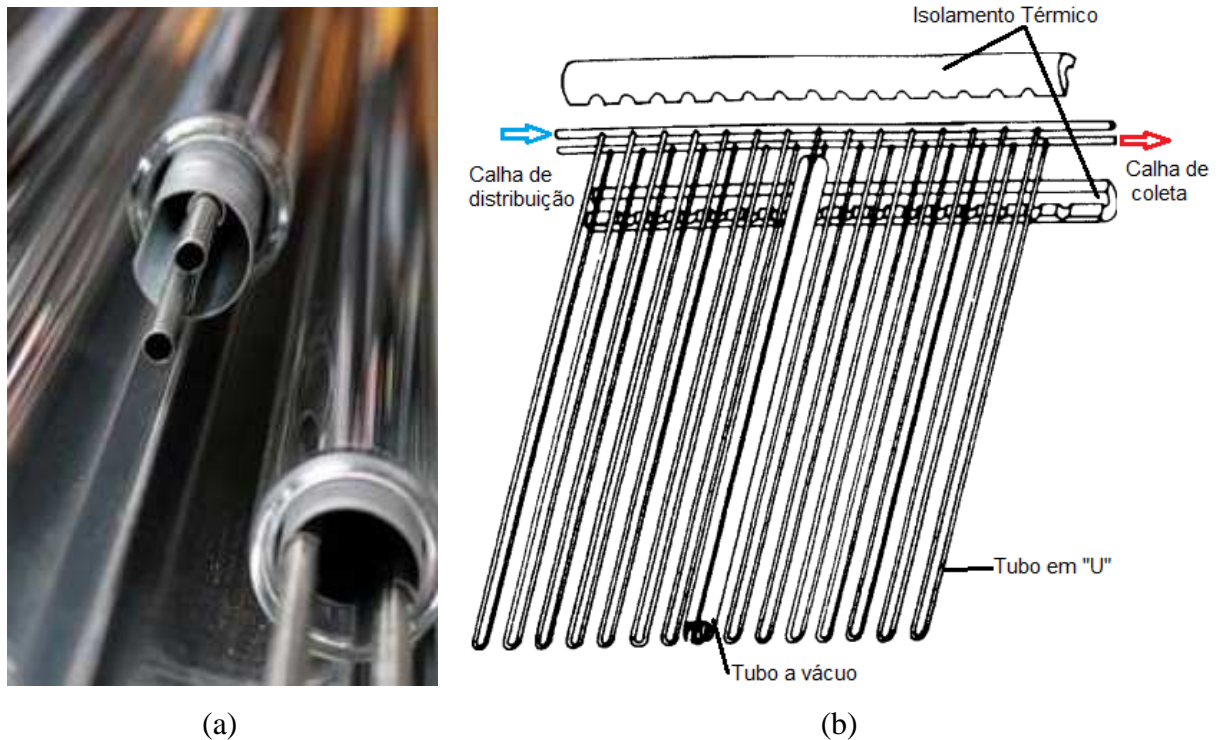 Isolamento Térmico
Calha de
distribuição
Calha de
coleta
Tubo em "U"
Tubo a vácuo
(a)
(b)